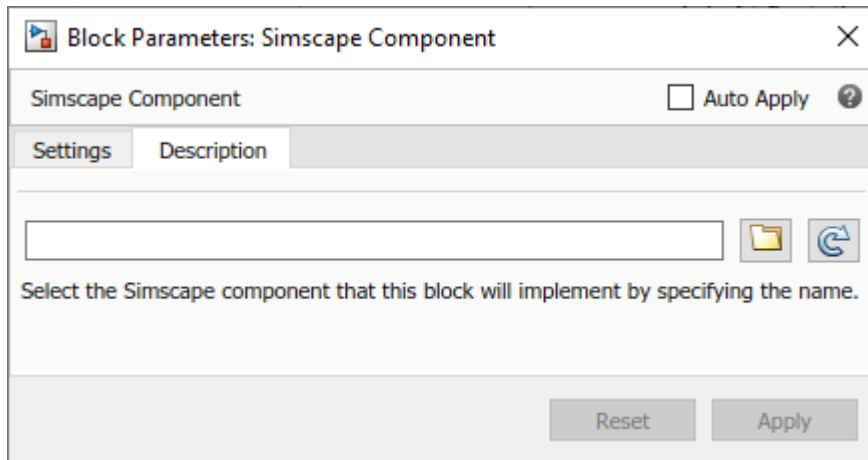 Block Parameters: Simscape Component
Simscape Component
Auto Apply
Settings
Description
Select the Simscape component that this block will implement by specifying the name.
Reset
Apply